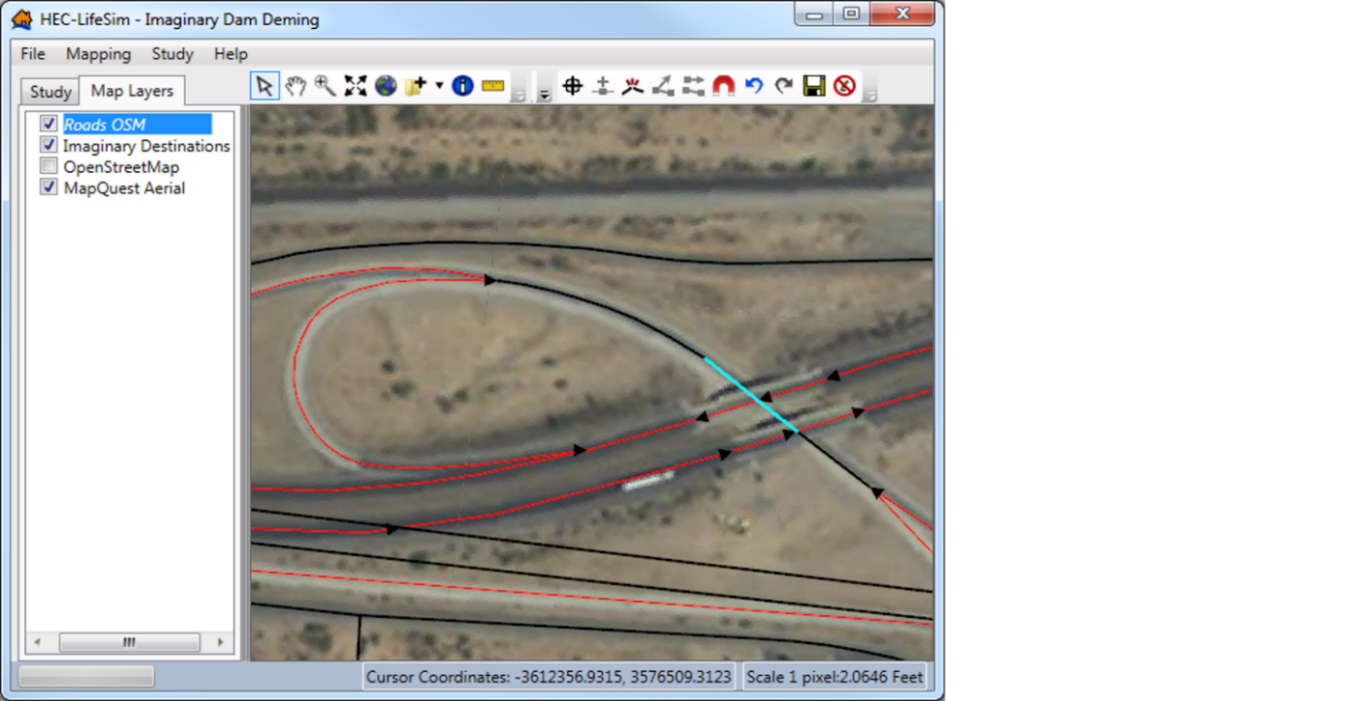 HEC-LifeSim - Imaginary Dam Deming
File Mapping Study Help
Study Map Layers
Roads OSM
Imaginary Destinations
OpenStreetMap
MapQuest Aerial
Cursor Coordinates: -3612356.9315, 3576509.3123 Scale 1 pixel:2.0646 Feet